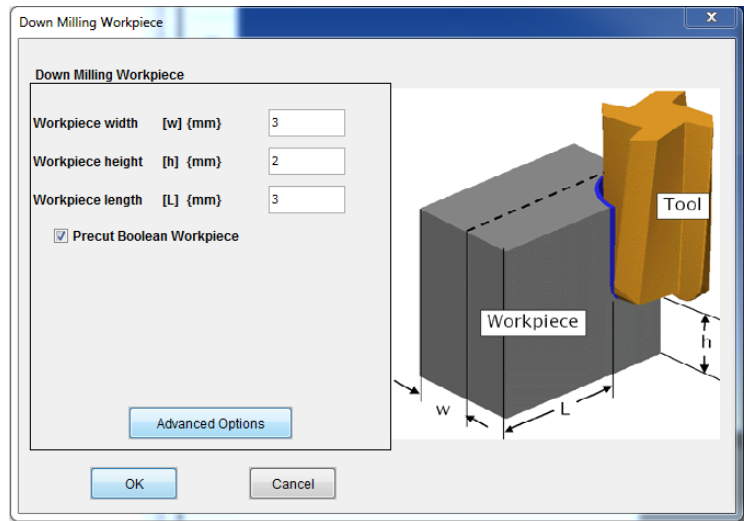 Down Milling Workpiece
x
Down Milling Workpiece
Workpiece width [w] {mm} 3
Workpiece height [h] {mm} 2
Workpiece length [L] {mm} 3
Precut Boolean Workpiece
Advanced Options
OK Cancel
Tool
Workpiece
h
w
L